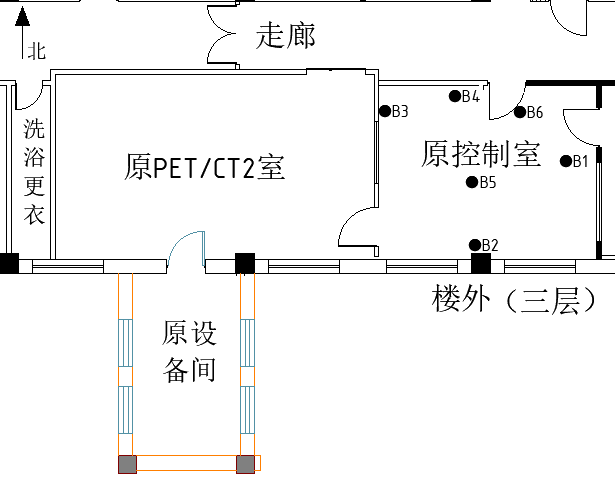 走廊
北
B4
B3
B6
洗浴更衣
原PET/CT2室
原控制室
B1
B5
B2
楼外（三层）
原设
备间